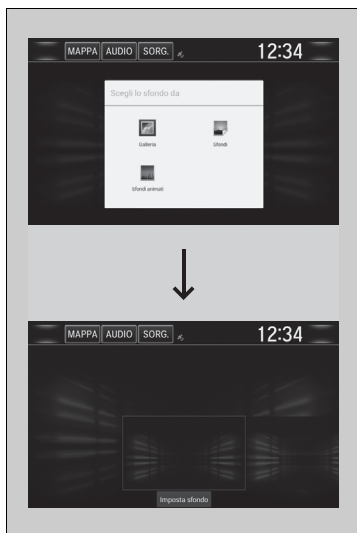 MAPPA AUDIO SORG. 12:34
Scegli lo sfondo da
Galleria Sfondi
Sfondi animati
MAPPA AUDIO SORG. 12:34
Imposta sfondo